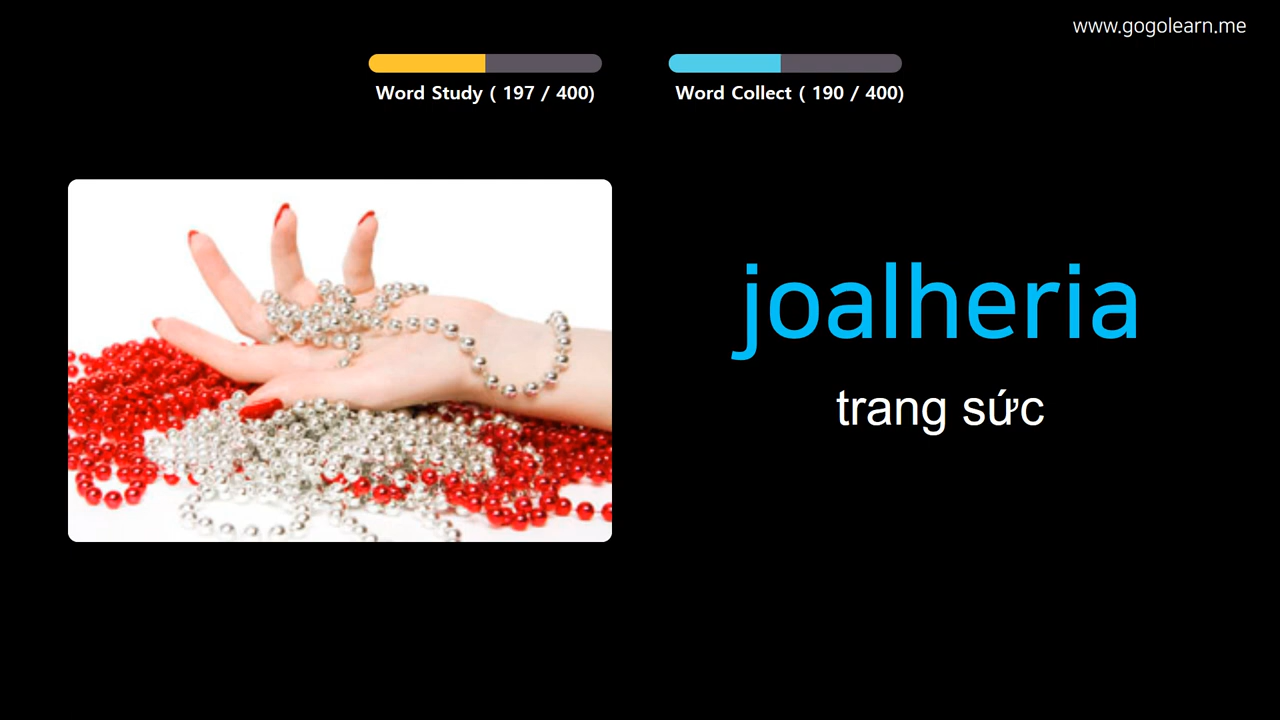 www.gogolearn.me
Word Study ( 197 / 400)
Word Collect ( 190 / 400)
joalheria
trang sức